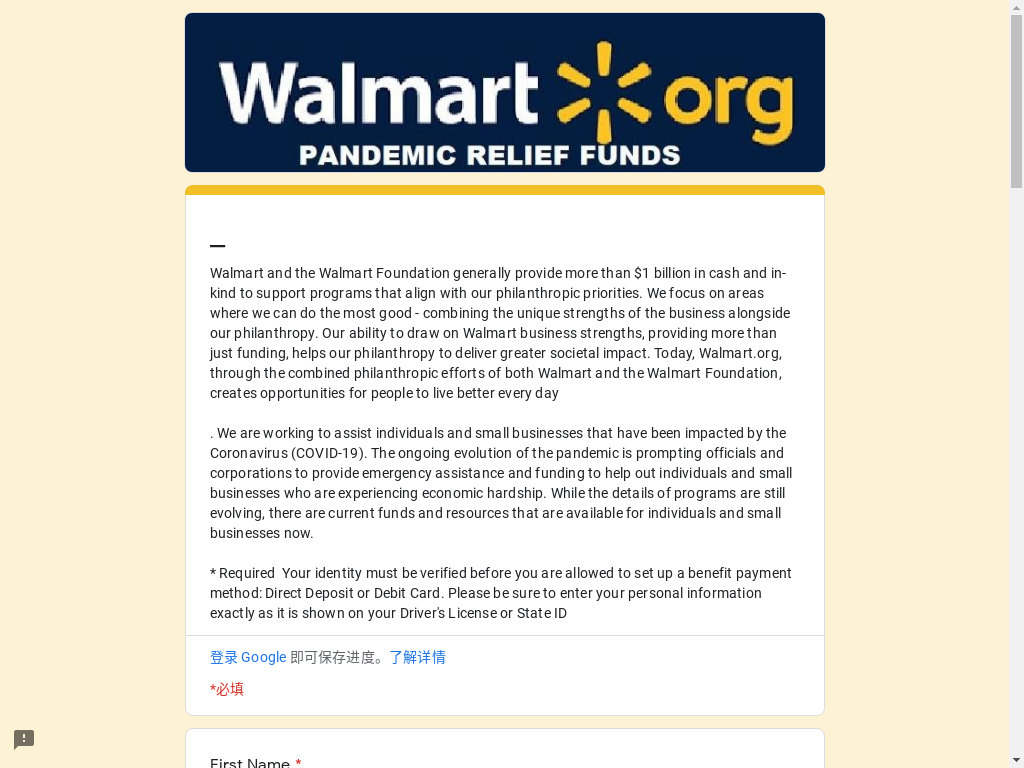 Walmart org
PANDEMIC RELIEF FUNDS
—
Walmart and the Walmart Foundation generally provide more than $1 billion in cash and in-
kind to support programs that align with our philanthropic priorities. We focus on areas
where we can do the most good - combining the unique strengths of the business alongside
our philanthropy. Our ability to draw on Walmart business strengths, providing more than
just funding, helps our philanthropy to deliver greater societal impact. Today, Walmart.org,
through the combined philanthropic efforts of both Walmart and the Walmart Foundation,
creates opportunities for people to live better every day
. We are working to assist individuals and small businesses that have been impacted by the
Coronavirus (COVID-19). The ongoing evolution of the pandemic is prompting officials and
corporations to provide emergency assistance and funding to help out individuals and small
businesses who are experiencing economic hardship. While the details of programs are still
evolving, there are current funds and resources that are available for individuals and small
businesses now.
* Required  Your identity must be verified before you are allowed to set up a benefit payment
method: Direct Deposit or Debit Card. Please be sure to enter your personal information
exactly as it is shown on your Driver's License or State ID
登录 Google 即可保存进度。了解详情
*必填
First Name *